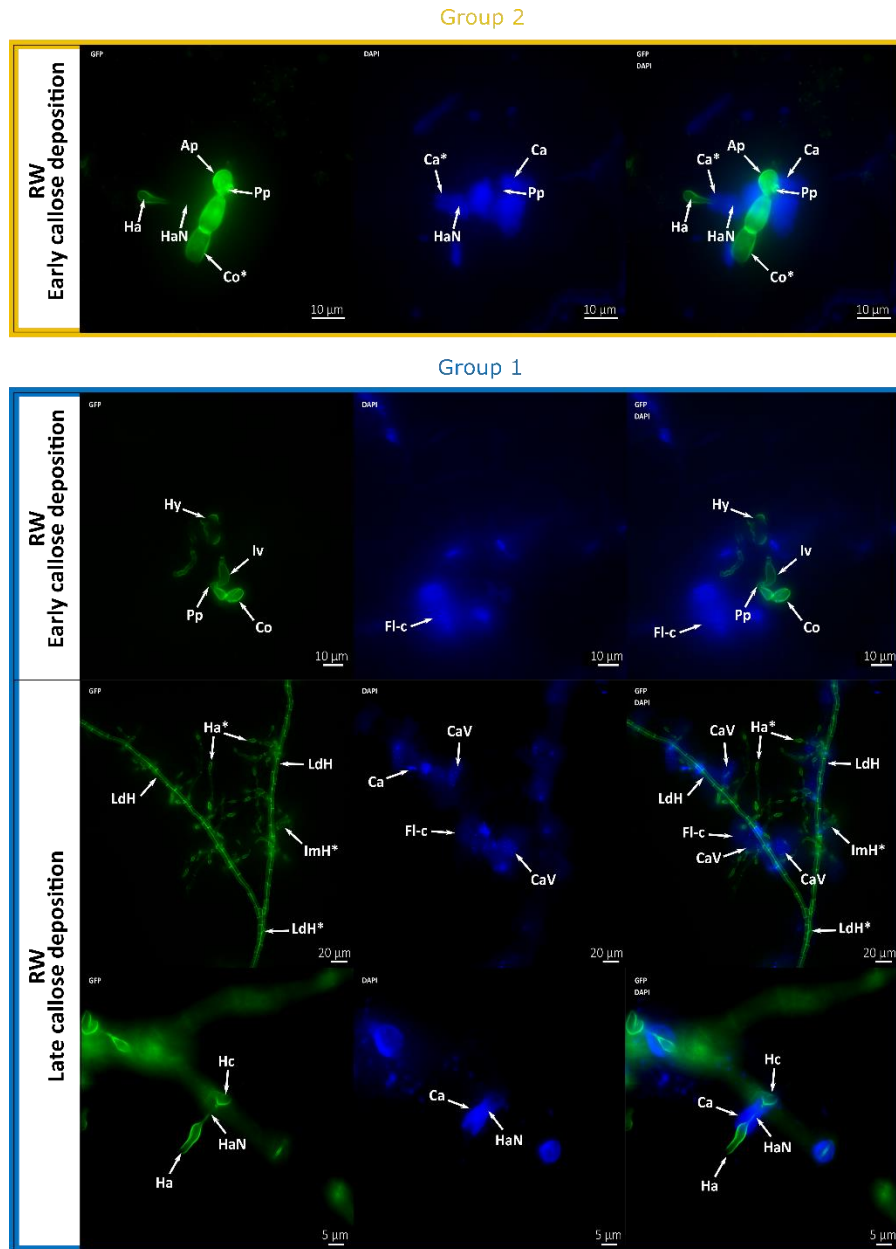 Group 2
RW
Early callose deposition
GFP
Ap
Pp
Ha
HaN
Co*
10 µm
DAPI
Ca*
Ca
Pp
HaN
10 µm
GFP
DAPI
Ap
Ca
Ca*
Pp
Ha
HaN
Co*
10 µm
Group 1
RW
Early callose deposition
GFP
Hy
Iv
Pp
Co
10 µm
DAPI
Fl-c
10 µm
GFP
DAPI
Hy
Iv
Pp
Fl-c
Co
10 µm
RW
Late callose deposition
GFP
Ha*
LdH
LdH
ImH*
LdH*
20 µm
DAPI
CaV
Ca
Fl-c
CaV
20 µm
GFP
DAPI
Ha*
CaV
LdH
LdH
Fl-c
ImH*
CaV
CaV
LdH*
20 µm
GFP
Hc
HaN
Ha
5 µm
DAPI
Ca
HaN
5 µm
GFP
DAPI
Hc
Ca
HaN
Ha
5 µm